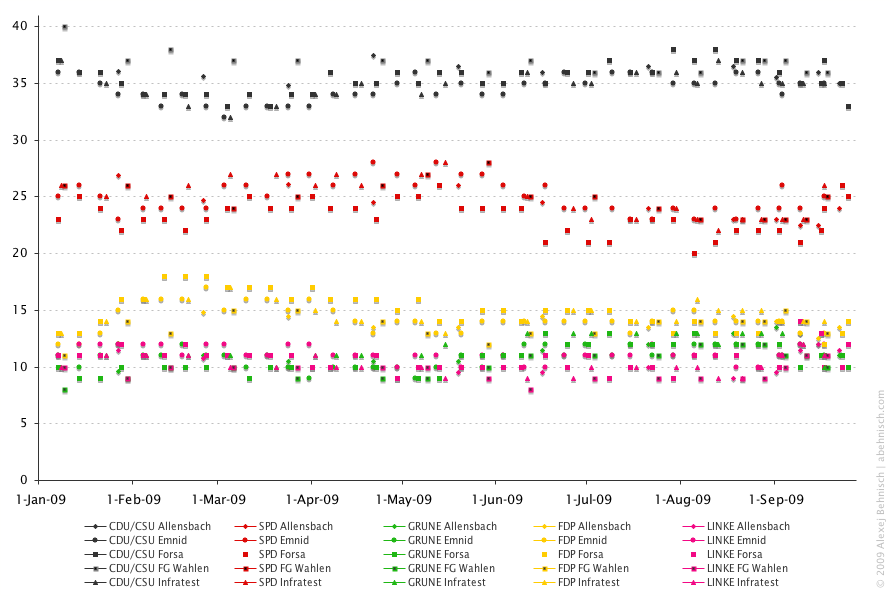 40
35
30
25
20
15
10
5
0
1-Jan-09 1-Feb-09 1-Mar-09 1-Apr-09 1-May-09 1-Jun-09 1-Jul-09 1-Aug-09 1-Sep-09
CDU/CSU Allensbach SPD Allensbach GRUNE Allensbach FDP Allensbach LINKE Allensbach
CDU/CSU Emnid SPD Emnid GRUNE Emnid FDP Emnid LINKE Emnid
CDU/CSU Forsa SPD Forsa GRUNE Forsa FDP Forsa LINKE Forsa
CDU/CSU FG Wahlen SPD FG Wahlen GRUNE FG Wahlen FDP FG Wahlen LINKE FG Wahlen
CDU/CSU Infratest SPD Infratest GRUNE Infratest FDP Infratest LINKE Infratest
© 2009 Alexej Behnisch | abehnisch.com